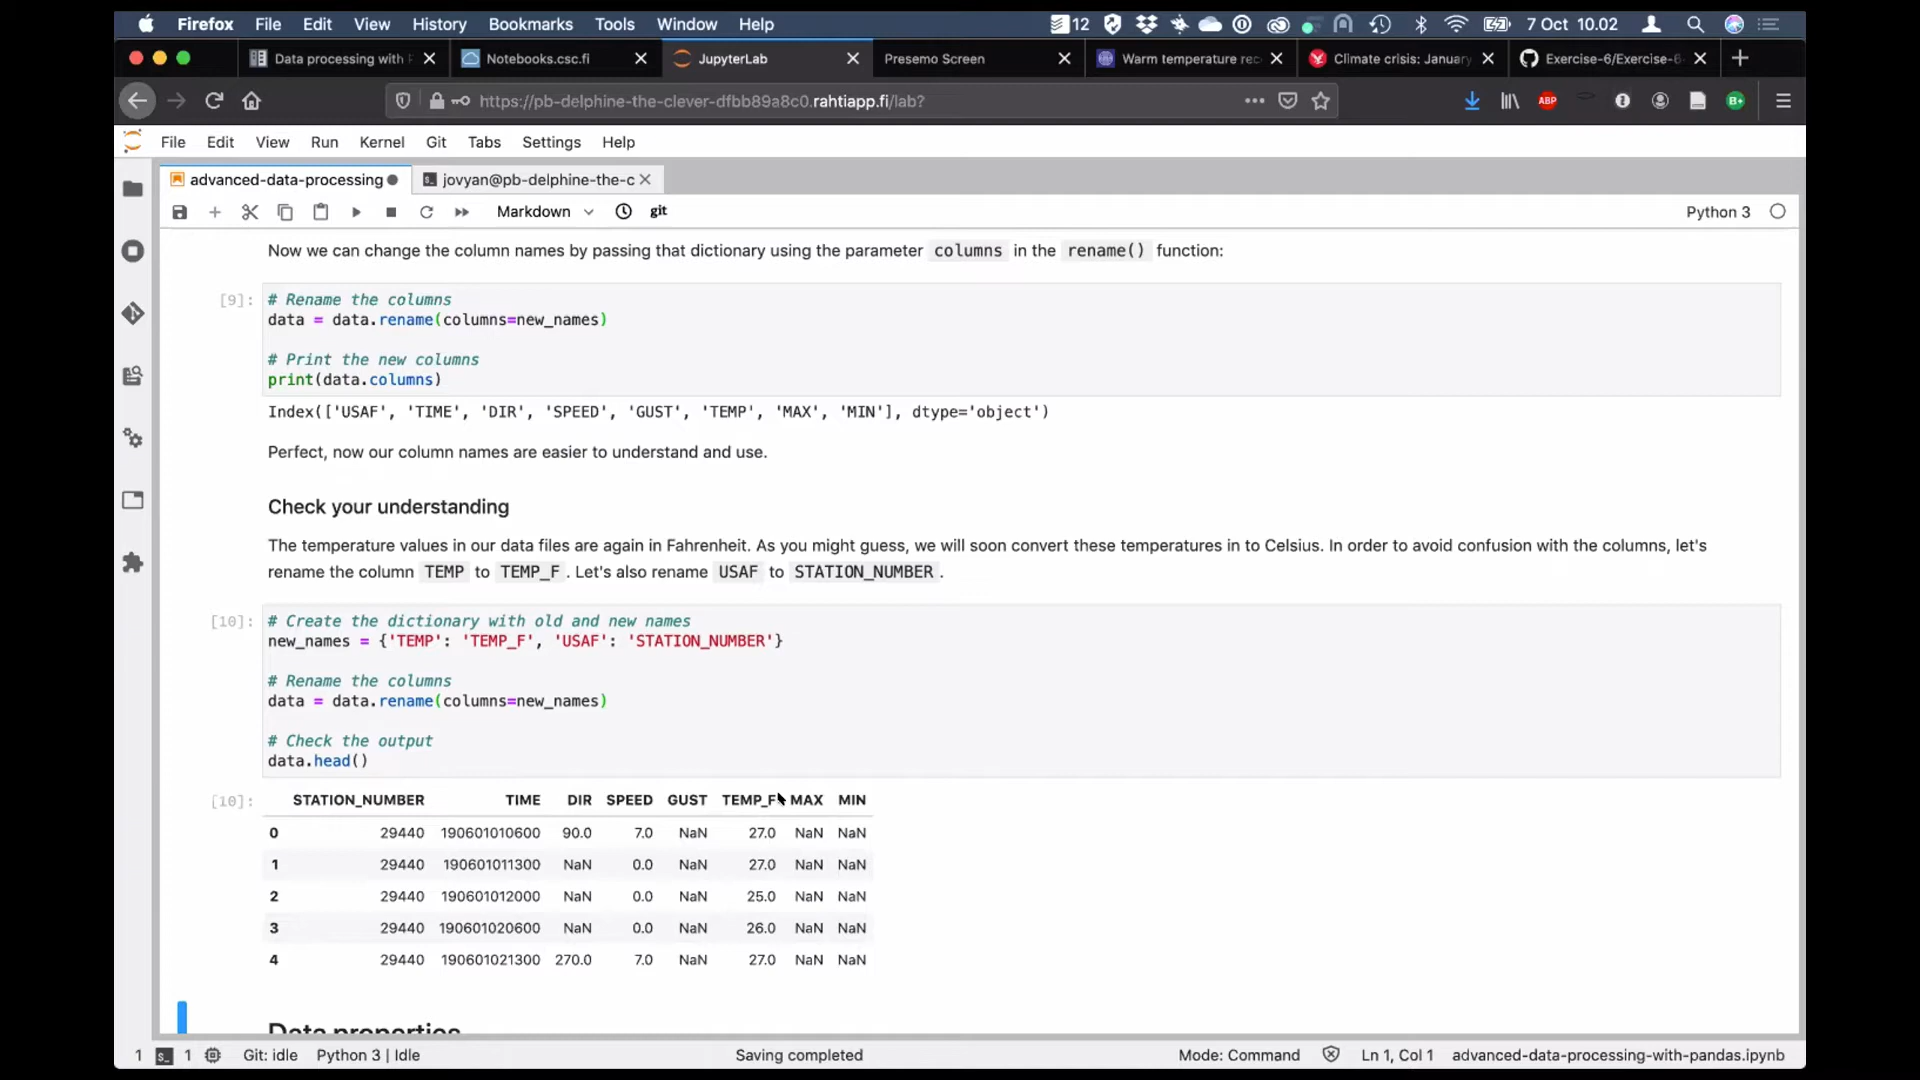 Firefox File Edit View History Bookmarks Tools Window Help 12 7 Oct 10.02
Data processing with Notebooks.csc.fi JupyterLab Presemo Screen Warm temperature rec Climate crisis: January Exercise-6/Exercise-6
https://pb-delphine-the-clever-dfbb89a8c0.rahtiapp.fi/lab? ABP
File Edit View Run Kernel Git Tabs Settings Help
advanced-data-processing jovyan@pb-delphine-the-c
Markdown git Python 3
Now we can change the column names by passing that dictionary using the parameter columns in the rename() function:
[9]: # Rename the columns
data = data.rename(columns=new_names)
# Print the new columns
print(data.columns)
Index(['USAF', 'TIME', 'DIR', 'SPEED', 'GUST', 'TEMP', 'MAX', 'MIN'], dtype='object')
Perfect, now our column names are easier to understand and use.
Check your understanding
The temperature values in our data files are again in Fahrenheit. As you might guess, we will soon convert these temperatures in to Celsius. In order to avoid confusion with the columns, let's
rename the column TEMP to TEMP_F . Let's also rename USAF to STATION_NUMBER .
[10]: # Create the dictionary with old and new names
new_names = {'TEMP': 'TEMP_F', 'USAF': 'STATION_NUMBER'}
# Rename the columns
data = data.rename(columns=new_names)
# Check the output
data.head()
[10]: STATION_NUMBER TIME DIR SPEED GUST TEMP_F MAX MIN
0 29440 190601010600 90.0 7.0 NaN 27.0 NaN NaN
1 29440 190601011300 NaN 0.0 NaN 27.0 NaN NaN
2 29440 190601012000 NaN 0.0 NaN 25.0 NaN NaN
3 29440 190601020600 NaN 0.0 NaN 26.0 NaN NaN
4 29440 190601021300 270.0 7.0 NaN 27.0 NaN NaN
Data properties
1 1 Git: idle Python 3 | Idle Saving completed Mode: Command Ln 1, Col 1 advanced-data-processing-with-pandas.ipynb